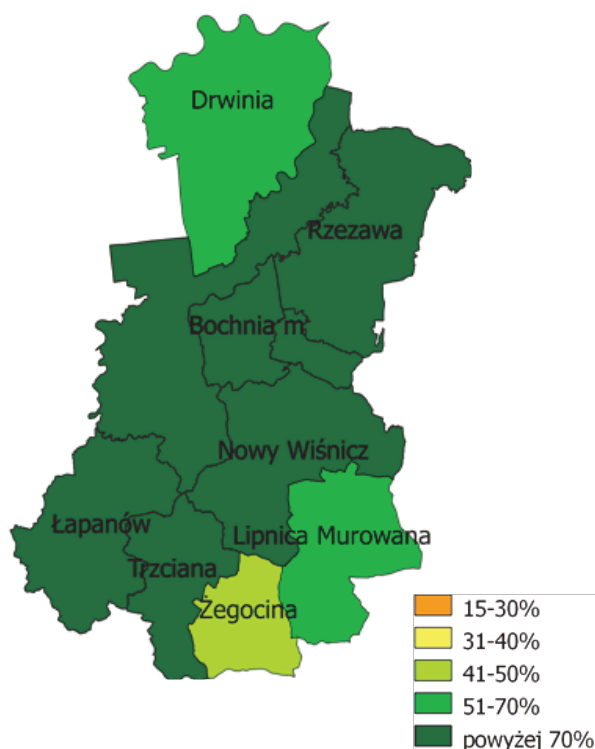 Drwinia
Rzezawa
Bochnia m
Nowy Wiśnicz
Łapanów
Lipnica Murowana
Trzciana
Żegocina
15-30%
31-40%
41-50%
51-70%
powyżej 70%